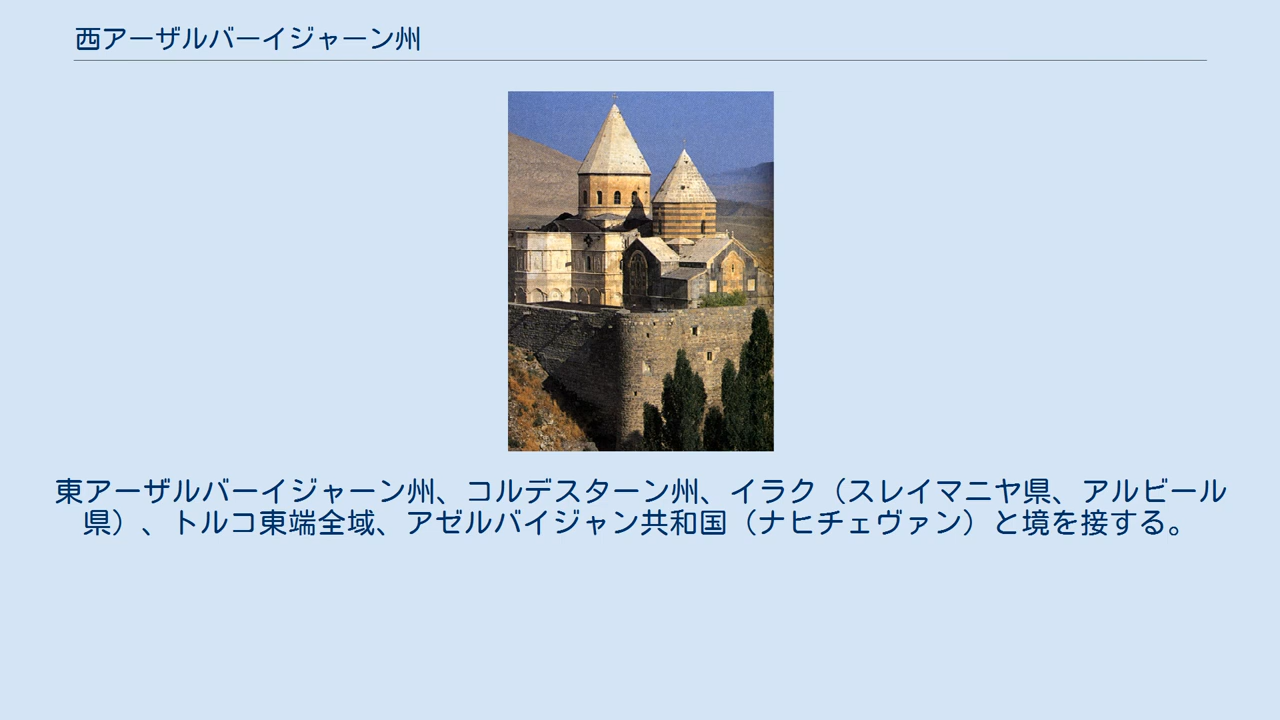 西アーザルバーイジャーン州
東アーザルバーイジャーン州、コルデスターン州、イラク（スレイマニヤ県、アルビール
県）、トルコ東端全域、アゼルバイジャン共和国（ナヒチェヴァン）と境を接する。